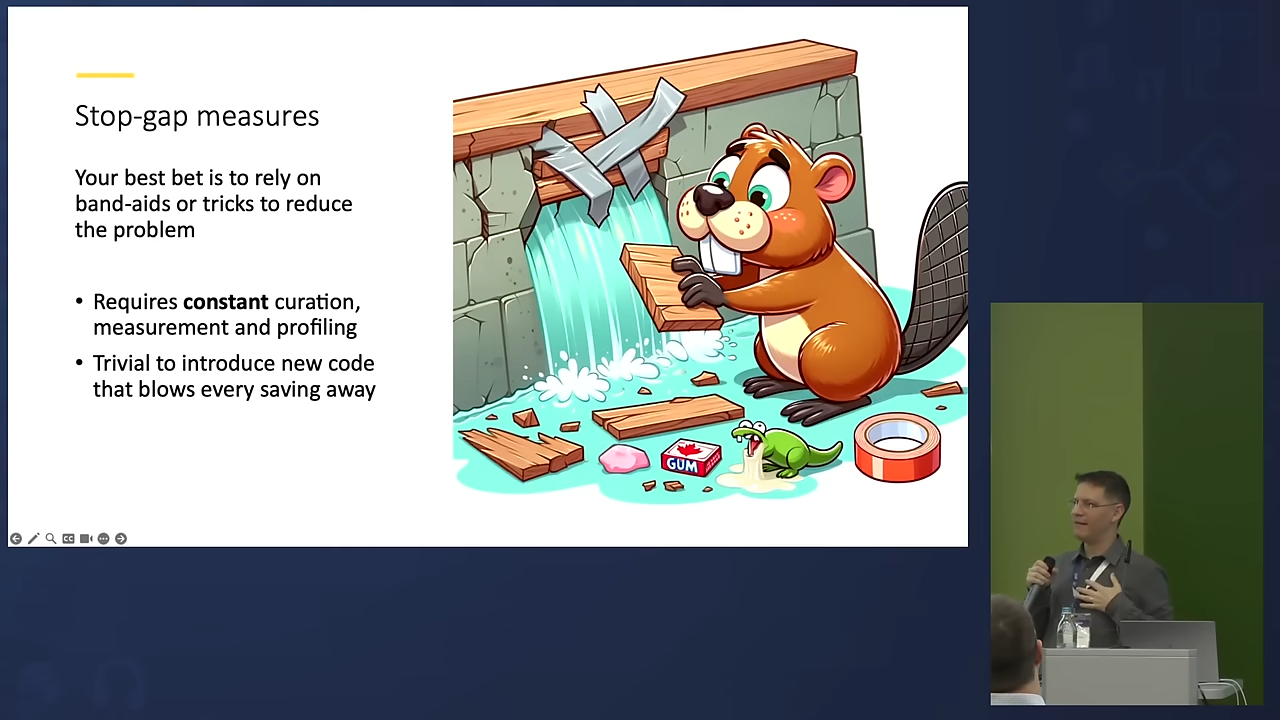 Stop-gap measures
Your best bet is to rely on
band-aids or tricks to reduce
the problem
• Requires constant curation,
measurement and profiling
• Trivial to introduce new code
that blows every saving away
GUM
CC